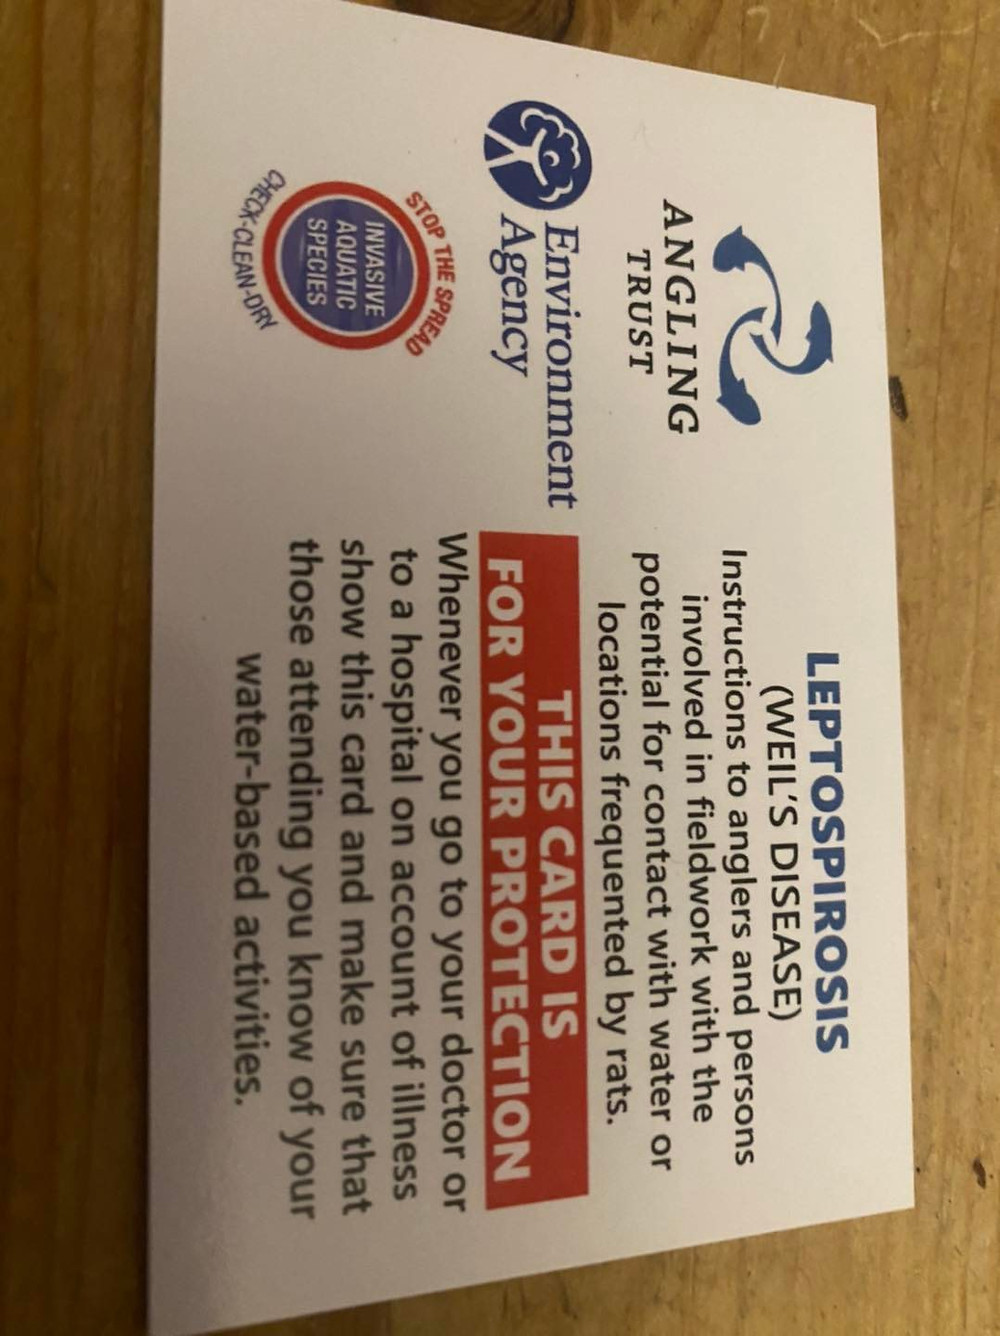 ANGLING
TRUST
Environment
Agency
STOP THE SPREAD
INVASIVE
AQUATIC
SPECIES
CHECK-CLEAN-DRY
LEPTOSPIROSIS
(WEIL'S DISEASE)
Instructions to anglers and persons
involved in fieldwork with the
potential for contact with water or
locations frequented by rats.
THIS CARD IS
FOR YOUR PROTECTION
Whenever you go to your doctor or
to a hospital on account of illness
show this card and make sure that
those attending you know of your
water-based activities.